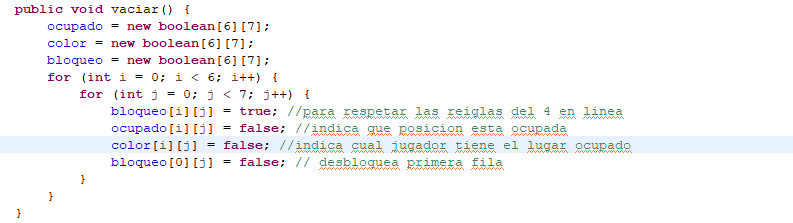 public void vaciar() {
ocupado = new boolean[6][7];
color = new boolean[6][7];
bloqueo = new boolean[6][7];
for (int i = 0; i < 6; i++) {
for (int j = 0; j < 7; j++) {
bloqueo[i][j] = true; //para respetar las reiglas del 4 en linea
ocupado[i][j] = false; //indica que posicion esta ocupada
color[i][j] = false; //indica cual jugador tiene el lugar ocupado
bloqueo[0][j] = false; // desbloquea primera fila
}
}
}